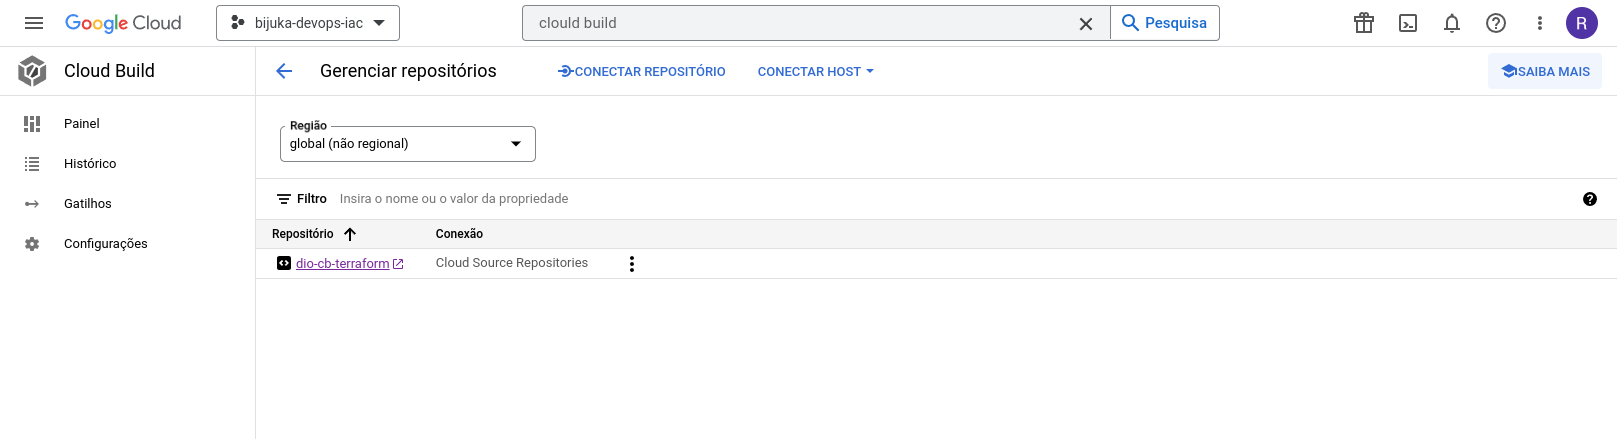 Google Cloud
bijuka-devops-iac
clould build
Pesquisa
R
Cloud Build
Gerenciar repositórios
CONECTAR REPOSITÓRIO
CONECTAR HOST
SAIBA MAIS
Painel
Histórico
Gatilhos
Configurações
Região
global (não regional)
Filtro Insira o nome ou o valor da propriedade
Repositório Conexão
dio-cb-terraform Cloud Source Repositories